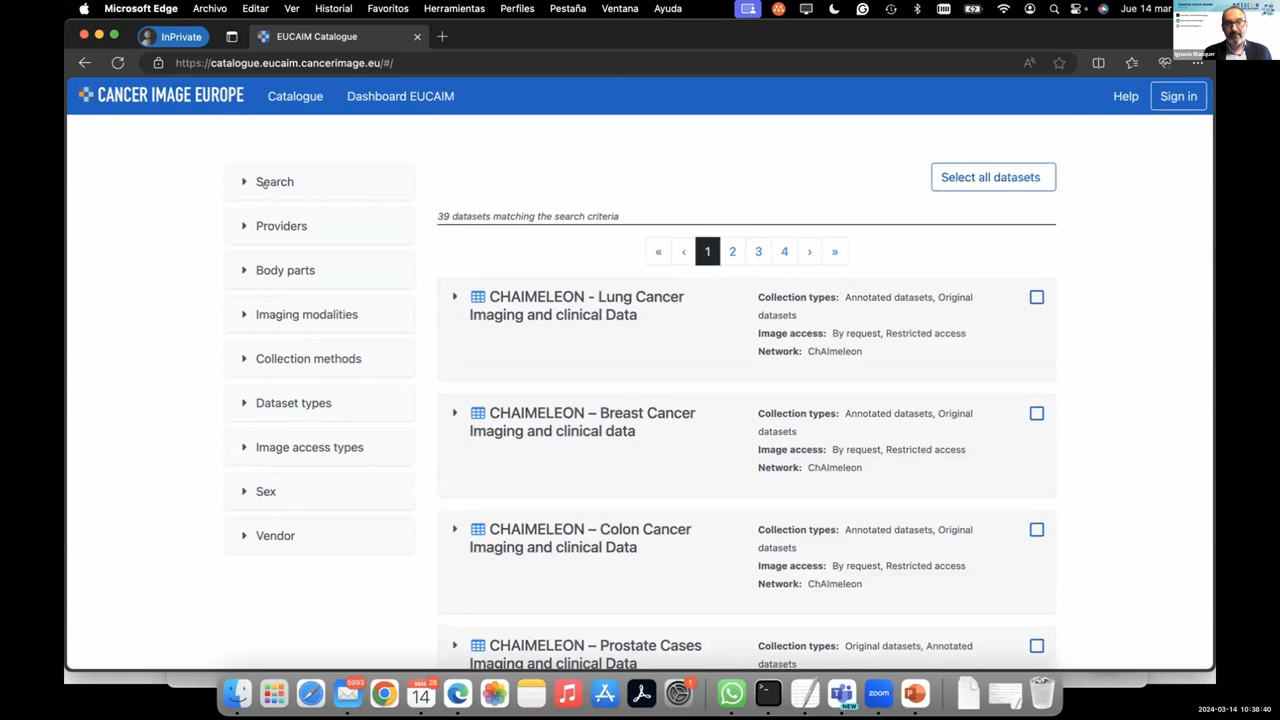 Microsoft Edge Archivo Editar Ver Historial Favoritos Herramientas Perfiles Pestaña Ventana Ayuda Jue 14 mar
InPrivate EUCAIM Catalogue
https://catalogue.eucaim.cancerimage.eu/#/
CANCER IMAGE EUROPE Catalogue Dashboard EUCAIM Help Sign in
Search
Providers
Body parts
Imaging modalities
Collection methods
Dataset types
Image access types
Sex
Vendor
Select all datasets
39 datasets matching the search criteria
« ‹ 1 2 3 4 › »
CHAIMELEON - Lung Cancer
Imaging and clinical Data
Collection types: Annotated datasets, Original
datasets
Image access: By request, Restricted access
Network: ChAImeleon
CHAIMELEON – Breast Cancer
Imaging and clinical data
Collection types: Annotated datasets, Original
datasets
Image access: By request, Restricted access
Network: ChAImeleon
CHAIMELEON – Colon Cancer
Imaging and clinical Data
Collection types: Annotated datasets, Original
datasets
Image access: By request, Restricted access
Network: ChAImeleon
CHAIMELEON – Prostate Cases
Imaging and clinical Data
Collection types: Original datasets, Annotated
datasets
Ignacio Blanquer
5993
14
1
NEW
zoom
2024-03-14 10:38:40